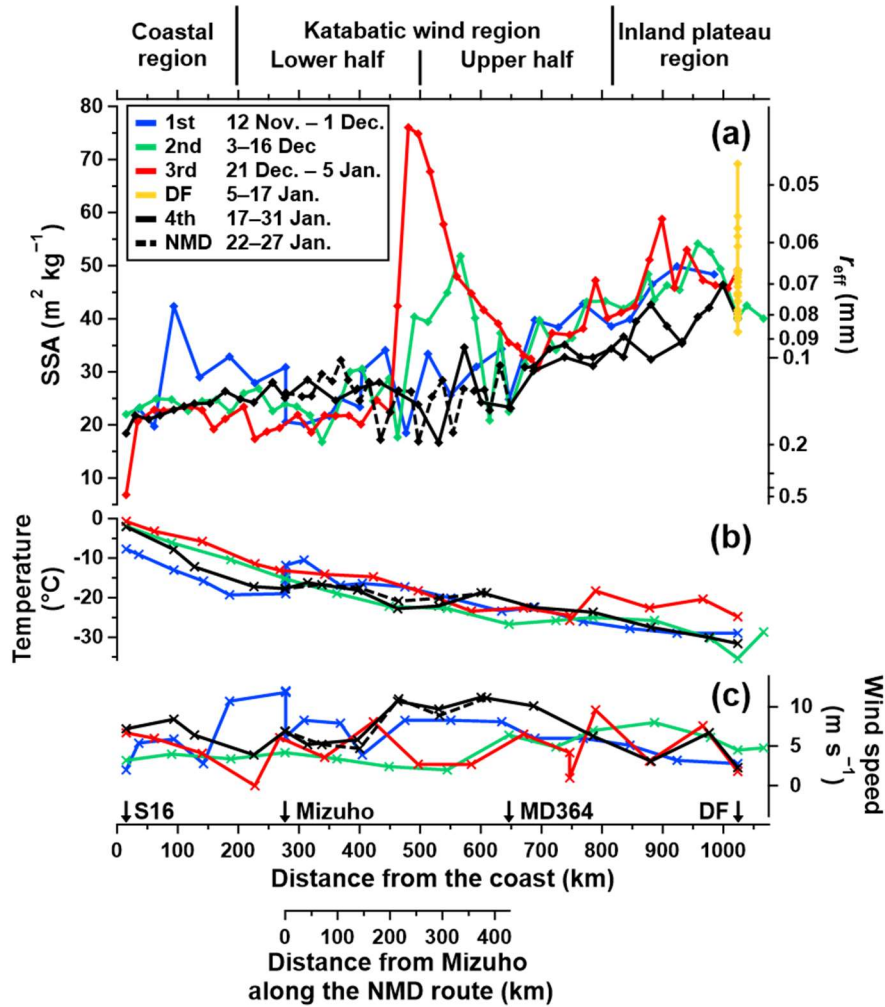 Coastal region
Katabatic wind region
Lower half
Upper half
Inland plateau region
80
70
60
50
40
30
20
10
SSA (m² kg⁻¹)
1st 12 Nov. – 1 Dec.
2nd 3–16 Dec
3rd 21 Dec. – 5 Jan.
DF 5–17 Jan.
4th 17–31 Jan.
NMD 22–27 Jan.
(a)
0.05
0.06
0.07
0.08
0.09
0.1
0.2
0.5
r_eff (mm)
0
-10
-20
-30
Temperature (°C)
(b)
(c)
10
5
0
Wind speed (m s⁻¹)
S16
Mizuho
MD364
DF
0 100 200 300 400 500 600 700 800 900 1000
Distance from the coast (km)
0 100 200 300 400
Distance from Mizuho
along the NMD route (km)